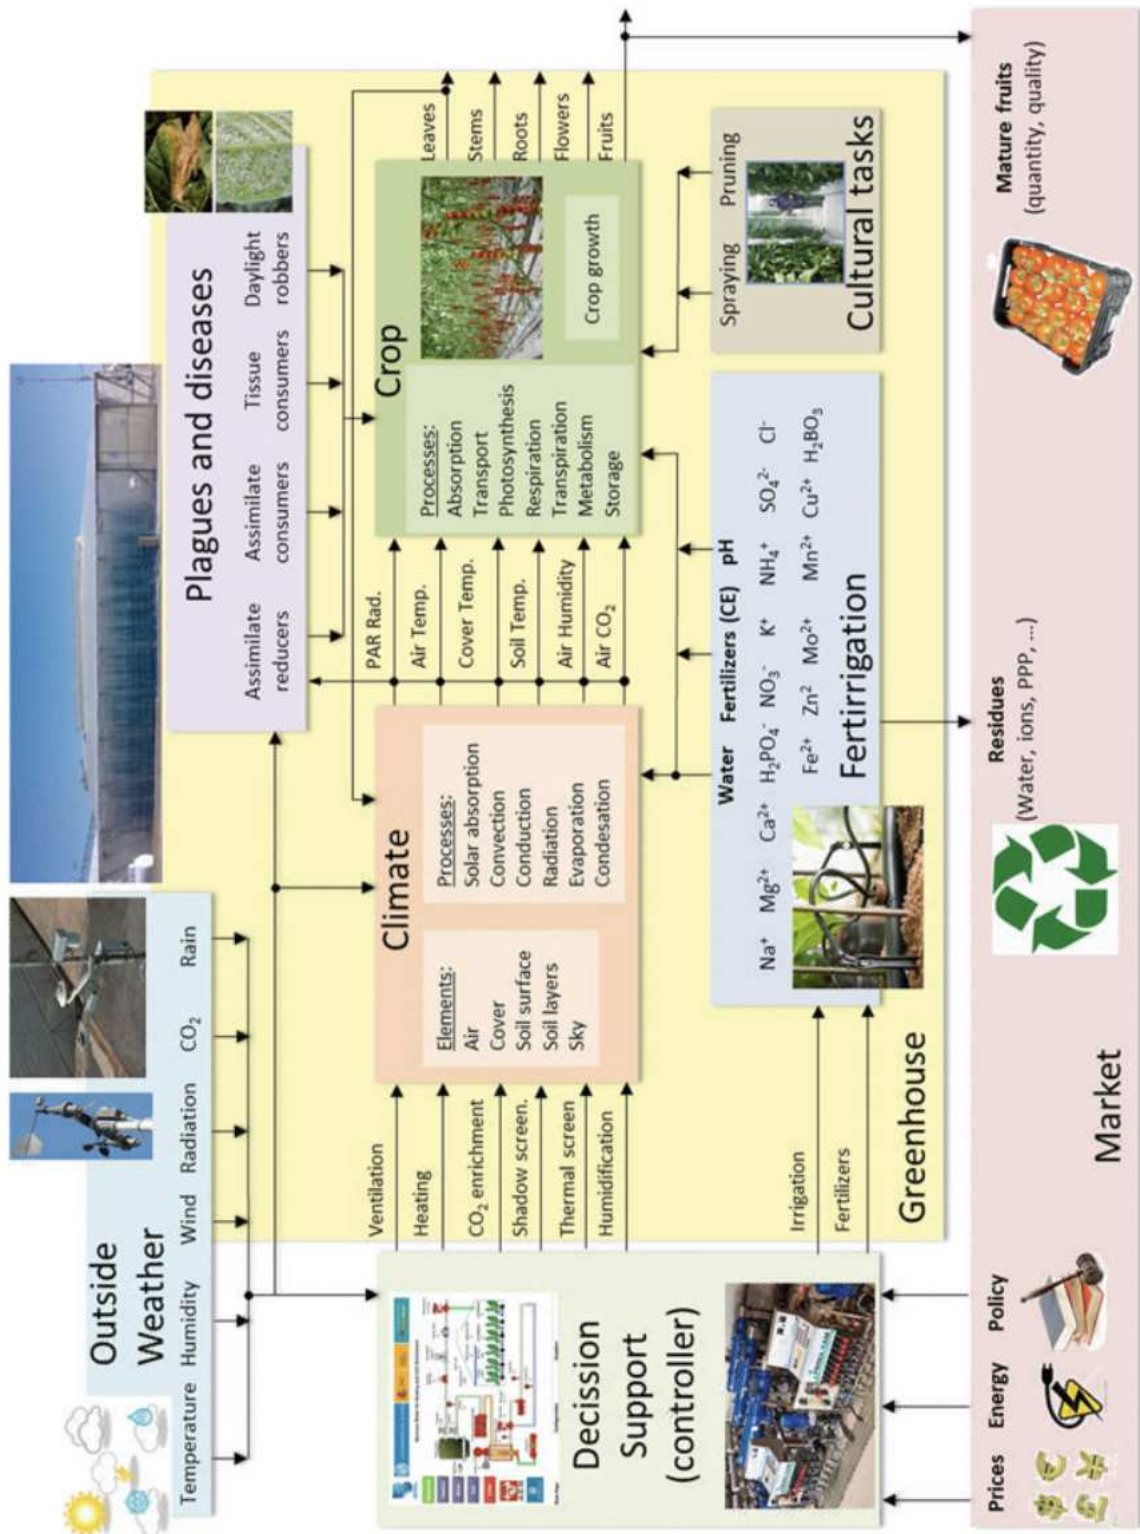 Outside
Weather
Temperature
Humidity
Wind
Radiation
CO₂
Rain
Plagues and diseases
Assimilate
reducers
Assimilate
consumers
Tissue
consumers
Daylight
robbers
Decission
Support
(controller)
Ventilation
Heating
CO₂ enrichment
Shadow screen.
Thermal screen
Humidification
Irrigation
Fertilizers
Climate
Elements:
Air
Cover
Soil surface
Soil layers
Sky
Processes:
Solar absorption
Convection
Conduction
Radiation
Evaporation
Condesation
PAR Rad.
Air Temp.
Cover Temp.
Soil Temp.
Air Humidity
Air CO₂
Crop
Processes:
Absorption
Transport
Photosynthesis
Respiration
Transpiration
Metabolism
Storage
Crop growth
Leaves
Stems
Roots
Flowers
Fruits
Water Fertilizers (CE) pH
Na⁺ Mg²⁺ Ca²⁺ H₂PO₄⁻ NO₃⁻ K⁺ NH₄⁺ SO₄²⁻ Cl⁻
Fe²⁺ Zn² Mo²⁺ Mn²⁺ Cu²⁺ H₂BO₃
Fertirrigation
Spraying Pruning
Cultural tasks
Greenhouse
Prices
Energy
Policy
Market
Residues
(Water, ions, PPP, ...)
Mature fruits
(quantity, quality)